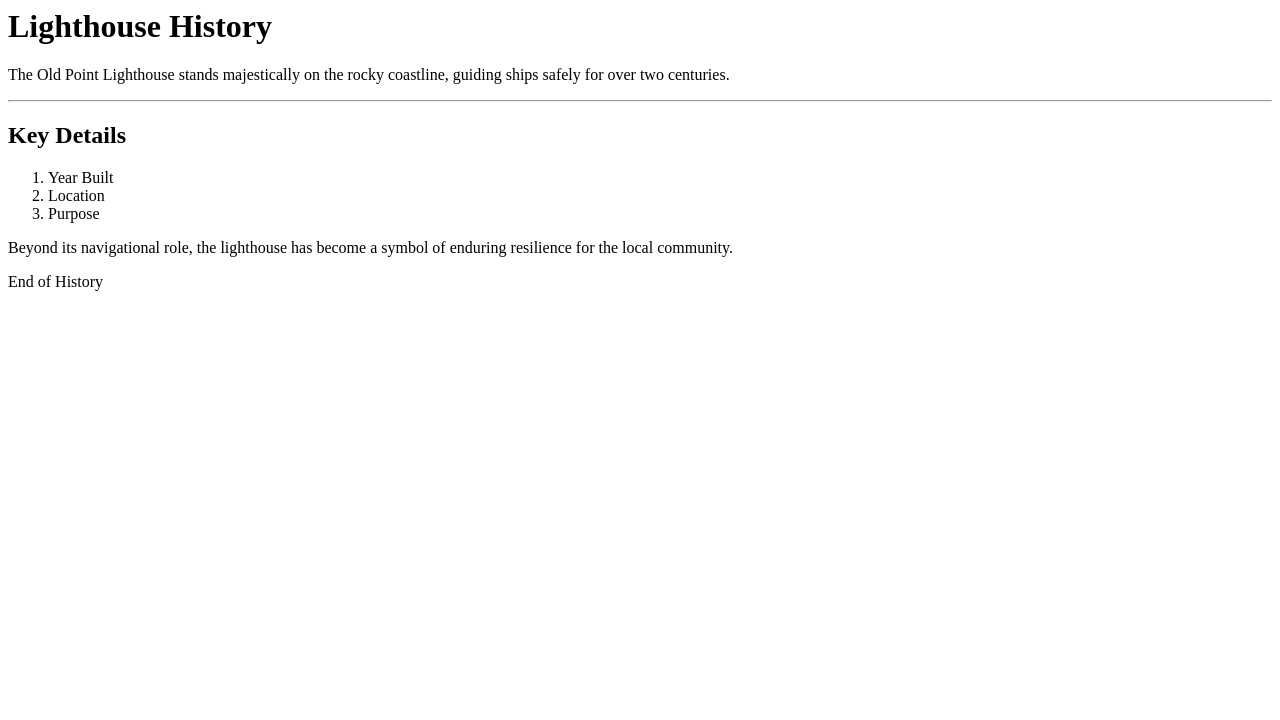 Lighthouse History
The Old Point Lighthouse stands majestically on the rocky coastline, guiding ships safely for over two centuries.
Key Details
1. Year Built
2. Location
3. Purpose
Beyond its navigational role, the lighthouse has become a symbol of enduring resilience for the local community.
End of History